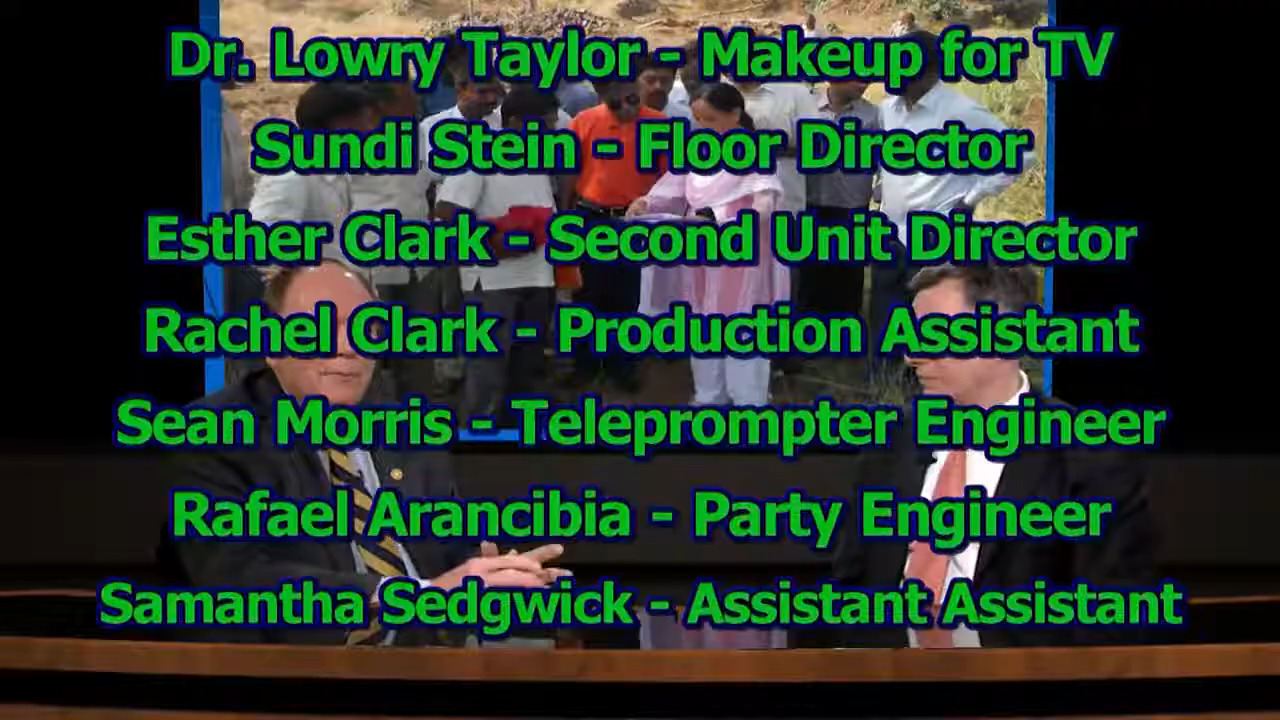 Dr. Lowry Taylor - Makeup for TV
Sundi Stein - Floor Director
Esther Clark - Second Unit Director
Rachel Clark - Production Assistant
Sean Morris - Teleprompter Engineer
Rafael Arancibia - Party Engineer
Samantha Sedgwick - Assistant Assistant